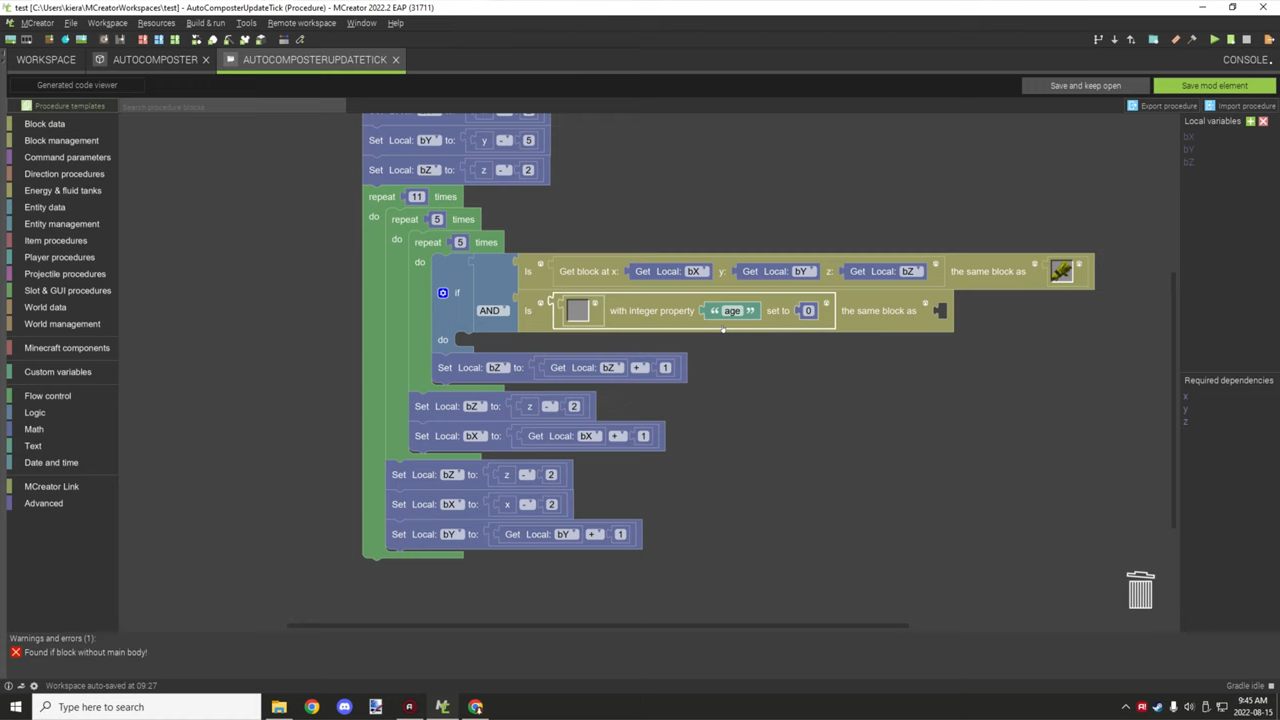 test [C:\Users\kiera\MCreatorWorkspaces\test] - AutoComposterUpdateTick (Procedure) - MCreator 2022.2 EAP (31711)
MCreator File Workspace Resources Build & run Tools Remote workspace Window Help
WORKSPACE AUTOCOMPOSTER AUTOCOMPOSTERUPDATETICK CONSOLE
Generated code viewer Save and keep open Save mod element
Procedure templates Search procedure blocks Export procedure Import procedure
Block data
Block management
Command parameters
Direction procedures
Energy & fluid tanks
Entity data
Entity management
Item procedures
Player procedures
Projectile procedures
Slot & GUI procedures
World data
World management
Minecraft components
Custom variables
Flow control
Logic
Math
Text
Date and time
MCreator Link
Advanced
Set Local: bY to: y - 5
Set Local: bZ to: z - 2
repeat 11 times
do repeat 5 times
do repeat 5 times
do if AND Is Get block at x: Get Local: bX y: Get Local: bY z: Get Local: bZ the same block as
Is with integer property “ age ” set to 0 the same block as
do
Set Local: bZ to: Get Local: bZ + 1
Set Local: bZ to: z - 2
Set Local: bX to: Get Local: bX + 1
Set Local: bZ to: z - 2
Set Local: bX to: x - 2
Set Local: bY to: Get Local: bY + 1
Local variables
bX
bY
bZ
Required dependencies
x
y
z
Warnings and errors (1):
Found if block without main body!
Workspace auto-saved at 09:27 Gradle idle
Type here to search
9:45 AM
2022-08-15